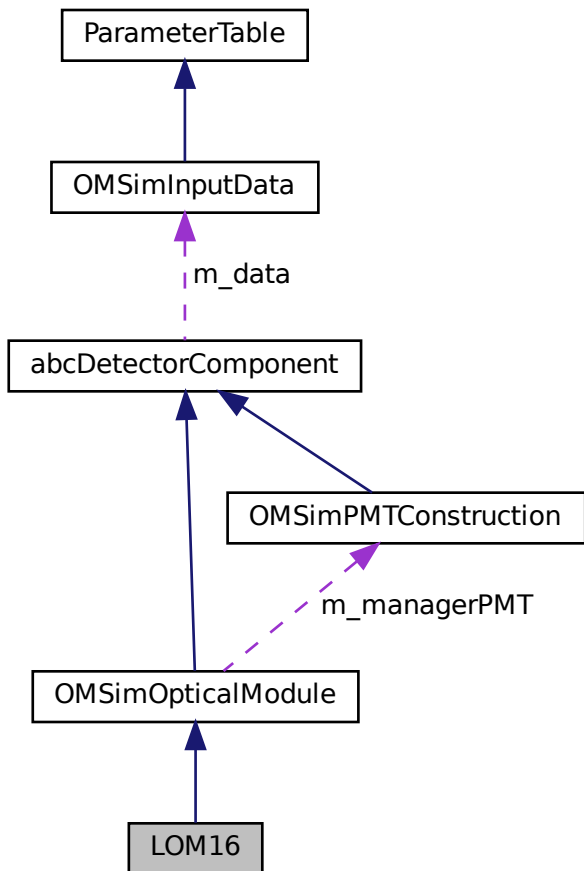 ParameterTable
OMSimInputData
m_data
abcDetectorComponent
OMSimPMTConstruction
m_managerPMT
OMSimOpticalModule
LOM16